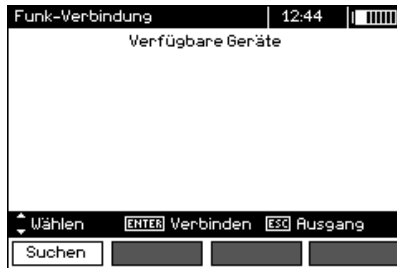 Funk-Verbindung 12:44
Verfügbare Geräte
Wählen ENTER Verbinden ESC Ausgang
Suchen